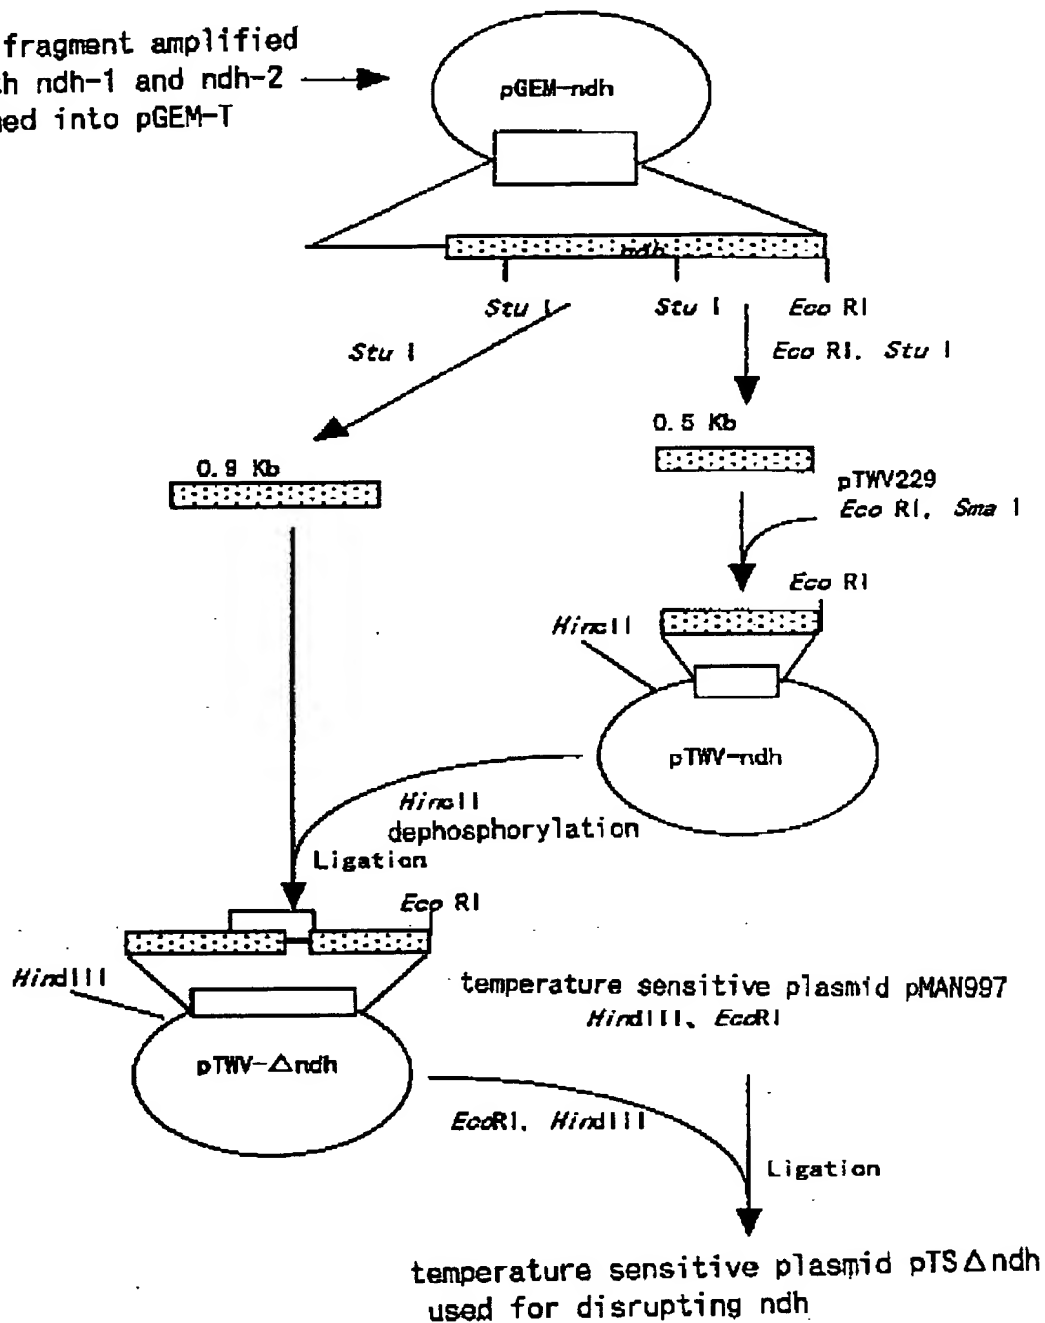 fragment amplified
ndh-1 and ndh-2
into pGEM-T
pGEM-ndh
ndh
Stu I
Stu I
Eco RI
Stu I
Eco RI, Stu I
0.5 Kb
0.9 Kb
pTWV229
Eco RI, Sma I
Eco RI
HincII
pTWV-ndh
HincII
dephosphorylation
Ligation
Eco RI
HindIII
temperature sensitive plasmid pMAN997
HindIII, EcoRI
pTWV-△ndh
EcoRI, HindIII
Ligation
temperature sensitive plasmid pTS△ndh
used for disrupting ndh